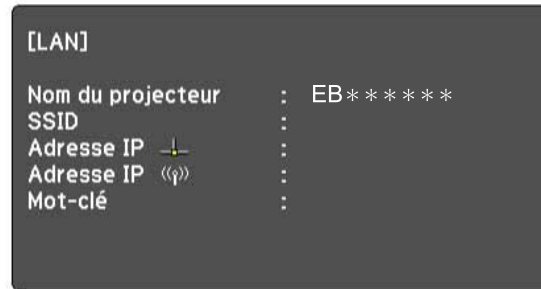 [LAN]
Nom du projecteur : EB＊＊＊＊＊＊
SSID :
Adresse IP :
Adresse IP :
Mot-clé :